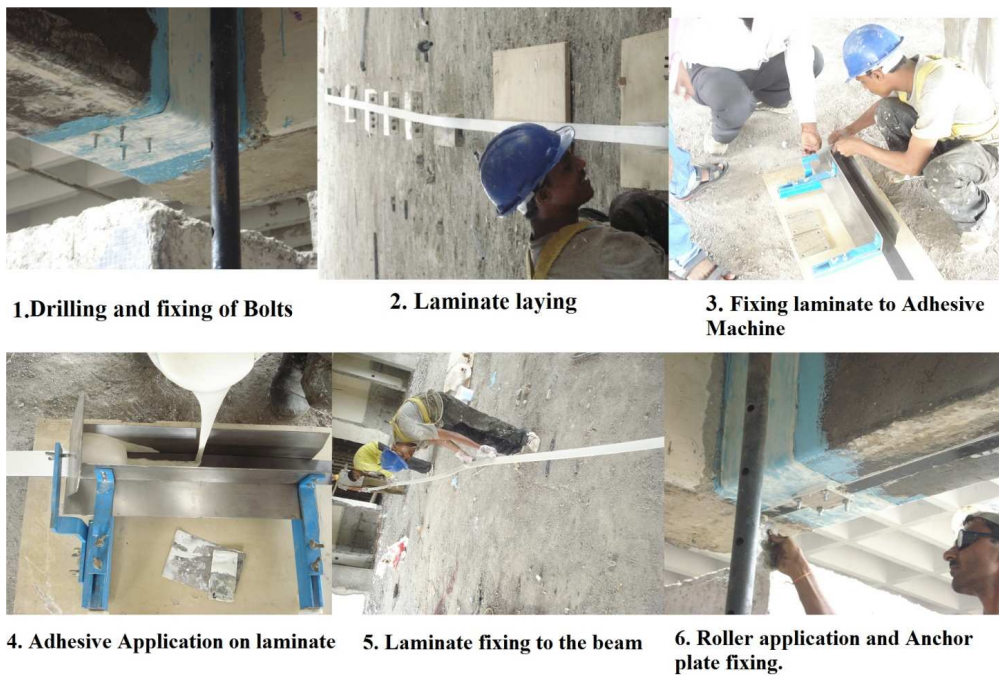 1.Drilling and fixing of Bolts
2. Laminate laying
3. Fixing laminate to Adhesive
Machine
4. Adhesive Application on laminate
5. Laminate fixing to the beam
6. Roller application and Anchor
plate fixing.